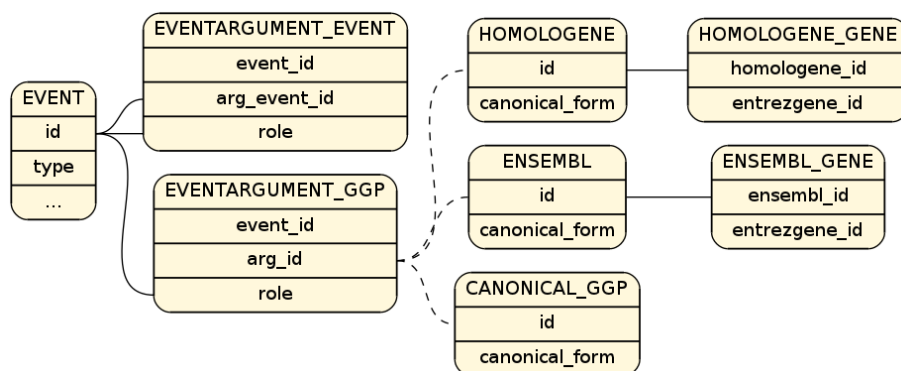 EVENT
id
type
...
EVENTARGUMENT_EVENT
event_id
arg_event_id
role
EVENTARGUMENT_GGP
event_id
arg_id
role
HOMOLOGENE
id
canonical_form
ENSEMBL
id
canonical_form
CANONICAL_GGP
id
canonical_form
HOMOLOGENE_GENE
homologene_id
entrezgene_id
ENSEMBL_GENE
ensembl_id
entrezgene_id